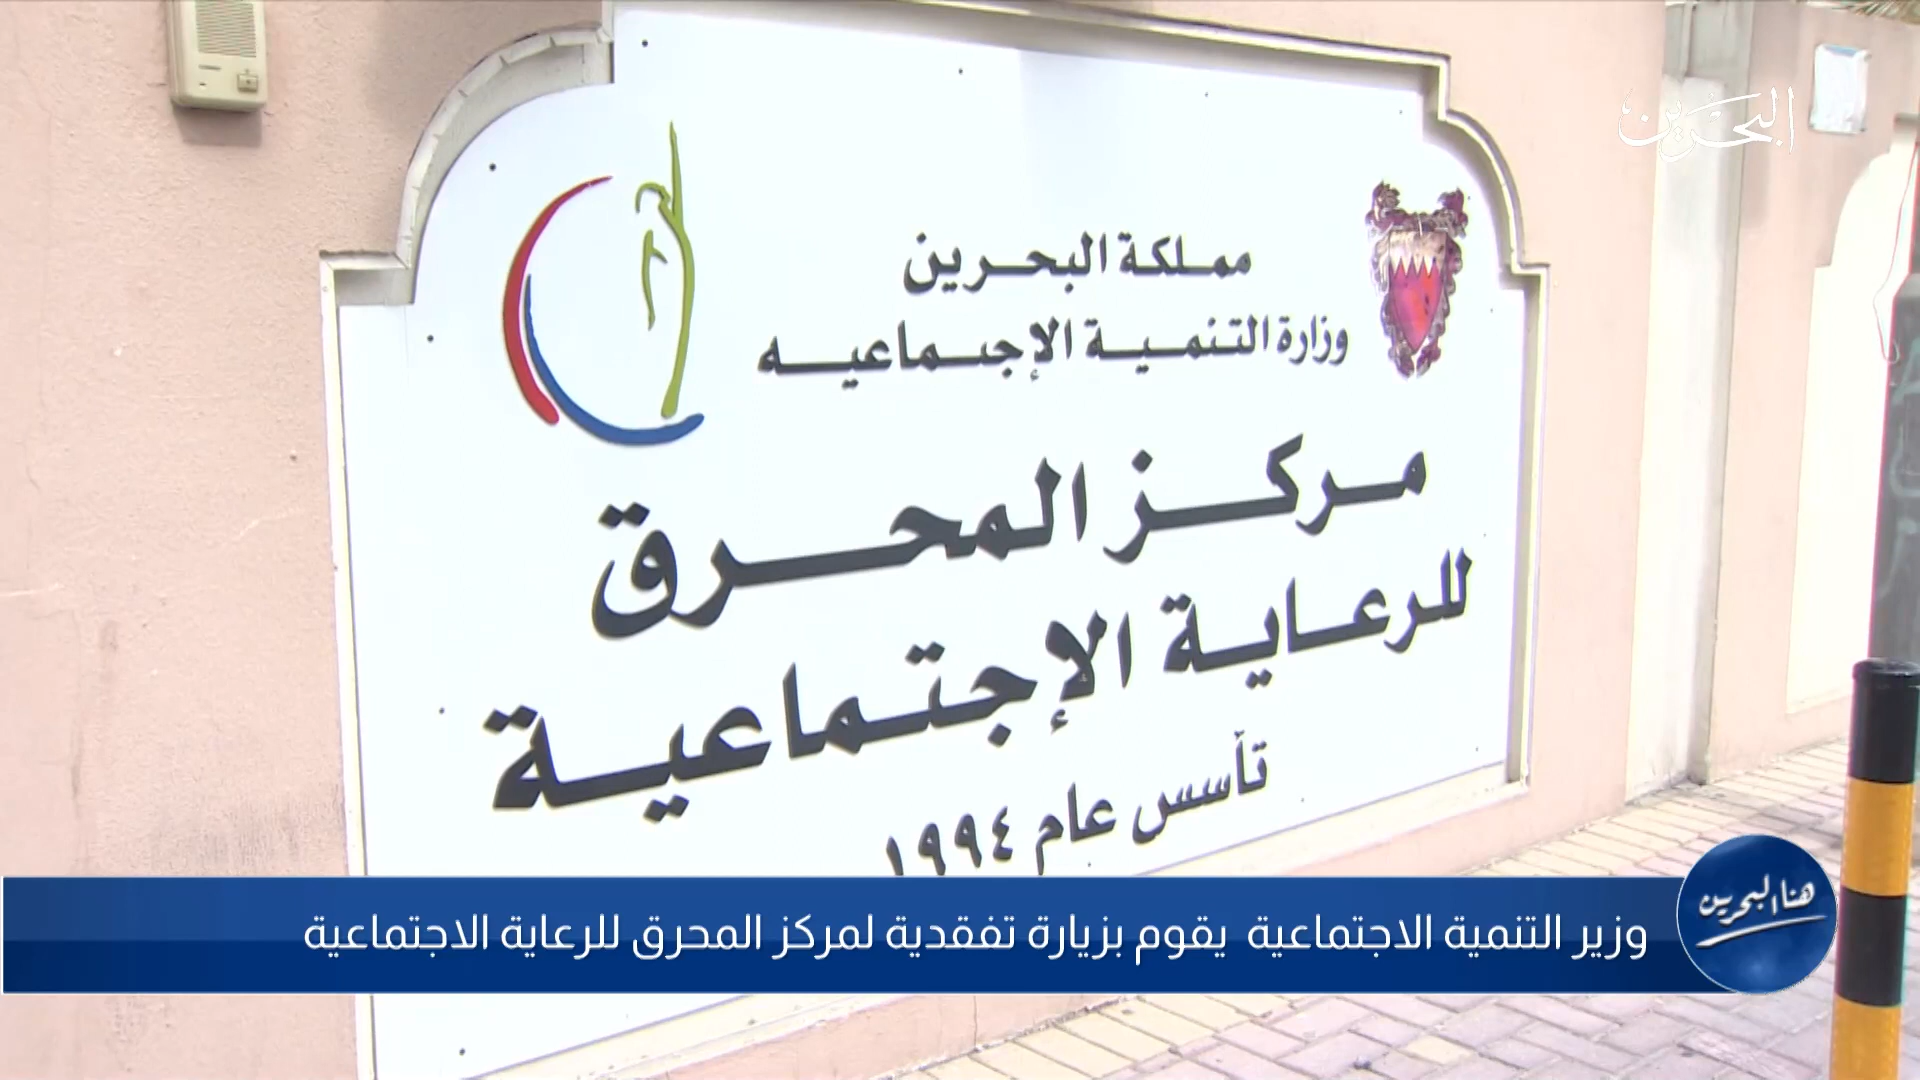 البحرين
مملكة البحرين
وزارة التنمية الإجتماعيه
مركز المحرق
للرعاية الإجتماعية
تأسس عام ١٩٩٤
هنا البحرين
وزير التنمية الاجتماعية يقوم بزيارة تفقدية لمركز المحرق للرعاية الاجتماعية